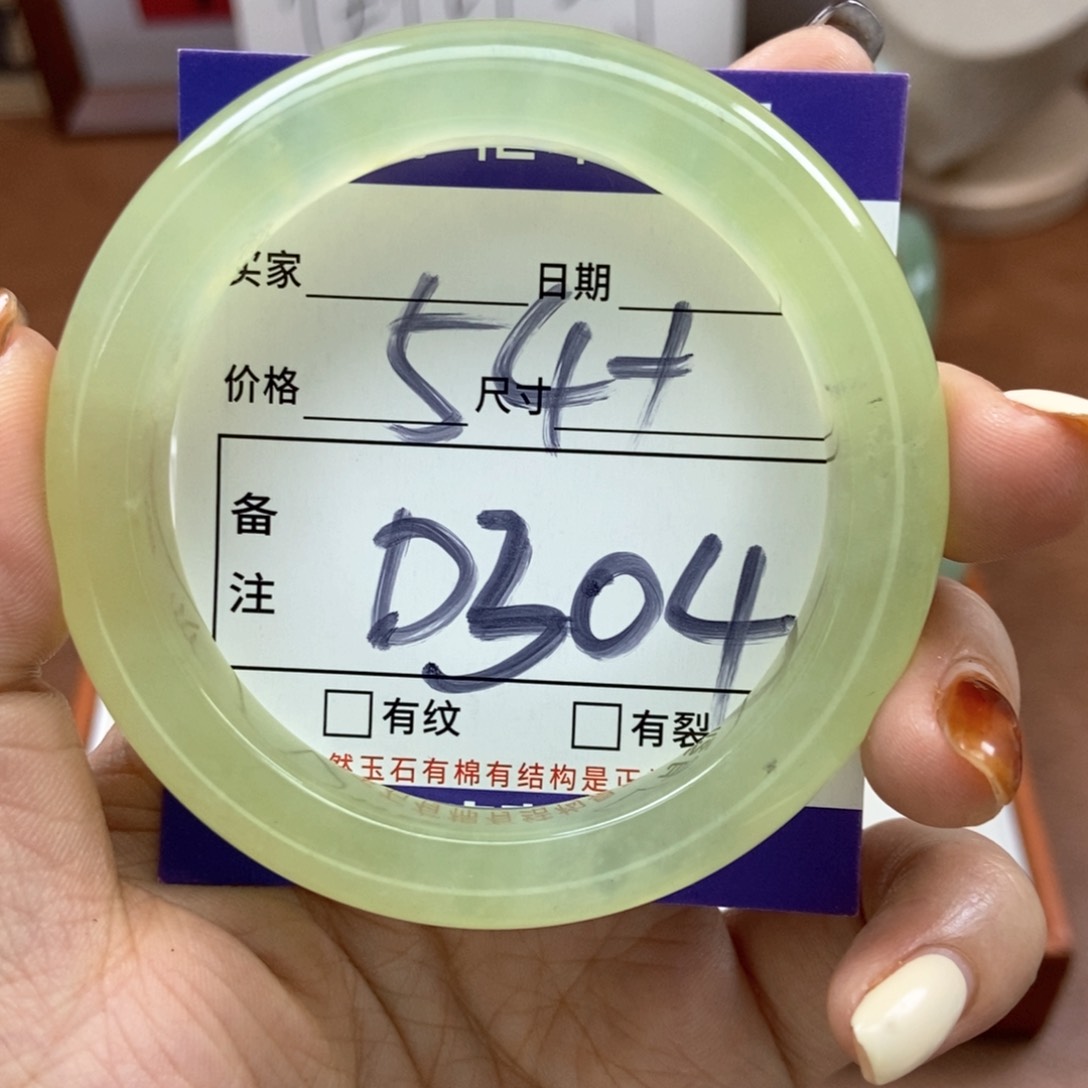 买家 日期
54+
价格 尺寸
备注
D304
□有纹 □有裂
然玉石有棉有结构是正